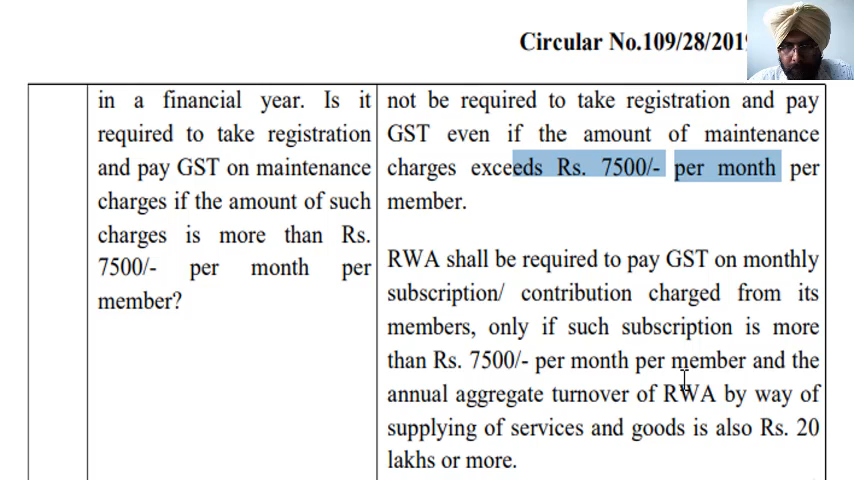 Circular No.109/28/2019
in a financial year. Is it
required to take registration
and pay GST on maintenance
charges if the amount of such
charges is more than Rs.
7500/- per month per
member?
not be required to take registration and pay
GST even if the amount of maintenance
charges exceeds Rs. 7500/- per month per
member.
RWA shall be required to pay GST on monthly
subscription/ contribution charged from its
members, only if such subscription is more
than Rs. 7500/- per month per member and the
annual aggregate turnover of RWA by way of
supplying of services and goods is also Rs. 20
lakhs or more.